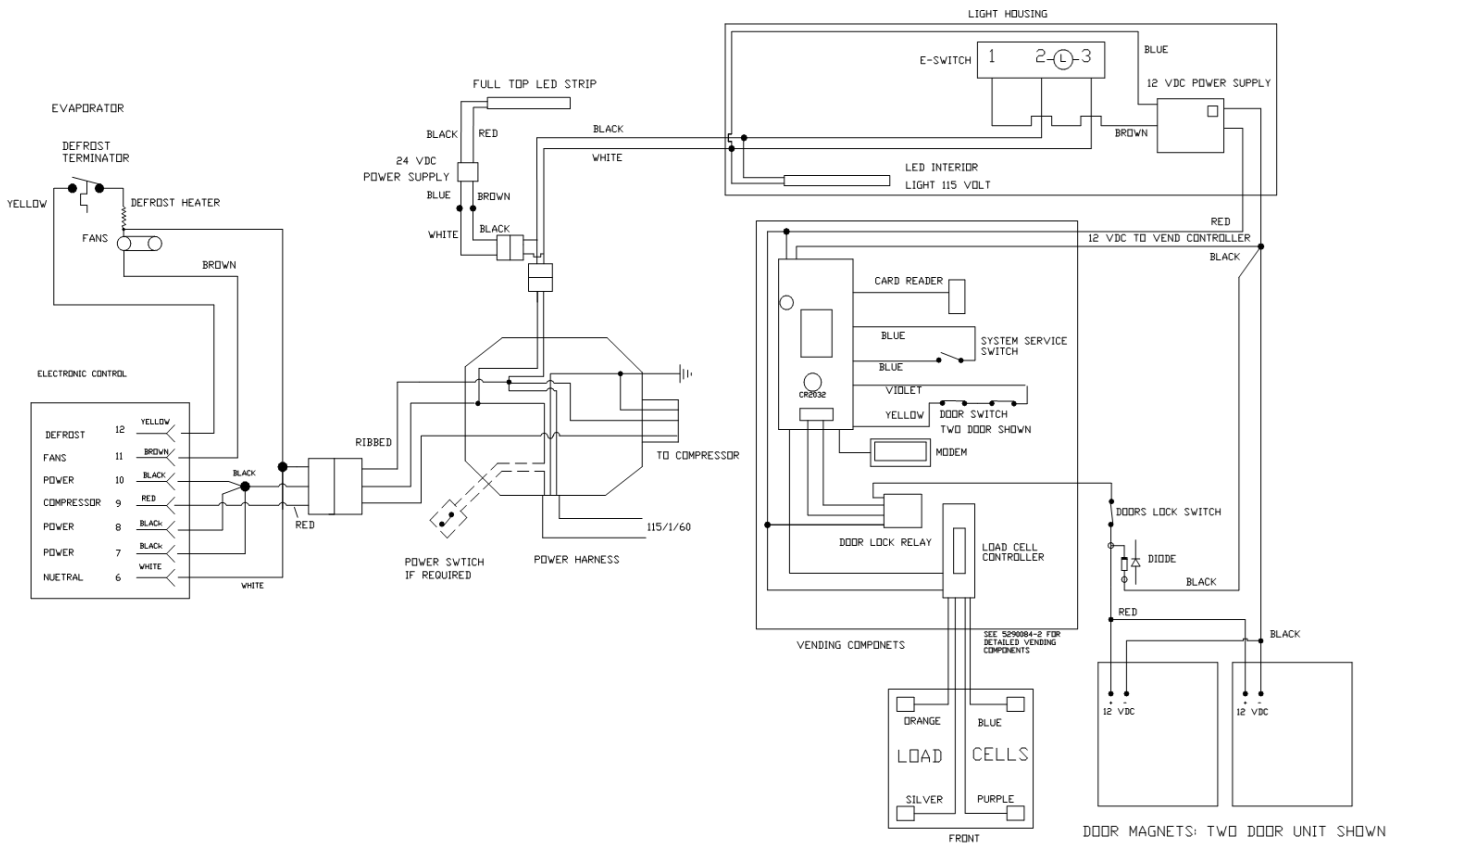 LIGHT HOUSING
E-SWITCH
1 2 L 3
BLUE
12 VDC POWER SUPPLY
BROWN
LED INTERIOR
LIGHT 115 VOLT
FULL TOP LED STRIP
BLACK
RED
24 VDC
POWER SUPPLY
BLUE
BROWN
WHITE
BLACK
BLACK
WHITE
EVAPORATOR
DEFROST
TERMINATOR
YELLOW
DEFROST HEATER
FANS
BROWN
ELECTRONIC CONTROL
DEFROST 12 YELLOW
FANS 11 BROWN
POWER 10 BLACK
COMPRESSOR 9 RED
POWER 8 BLACK
POWER 7 BLACK
NUETRAL 6 WHITE
BLACK
RED
WHITE
RIBBED
TO COMPRESSOR
115/1/60
POWER SWTICH
IF REQUIRED
POWER HARNESS
RED
12 VDC TO VEND CONTROLLER
BLACK
CARD READER
BLUE
SYSTEM SERVICE
SWITCH
BLUE
CR2032
VIOLET
YELLOW
DOOR SWITCH
TWO DOOR SHOWN
MODEM
DOOR LOCK RELAY
LOAD CELL
CONTROLLER
DOORS LOCK SWITCH
DIODE
BLACK
RED
BLACK
VENDING COMPONETS
SEE 5290084-2 FOR
DETAILED VENDING
COMPONENTS
ORANGE
BLUE
LOAD CELLS
SILVER
PURPLE
FRONT
+ -
12 VDC
+ -
12 VDC
DOOR MAGNETS: TWO DOOR UNIT SHOWN